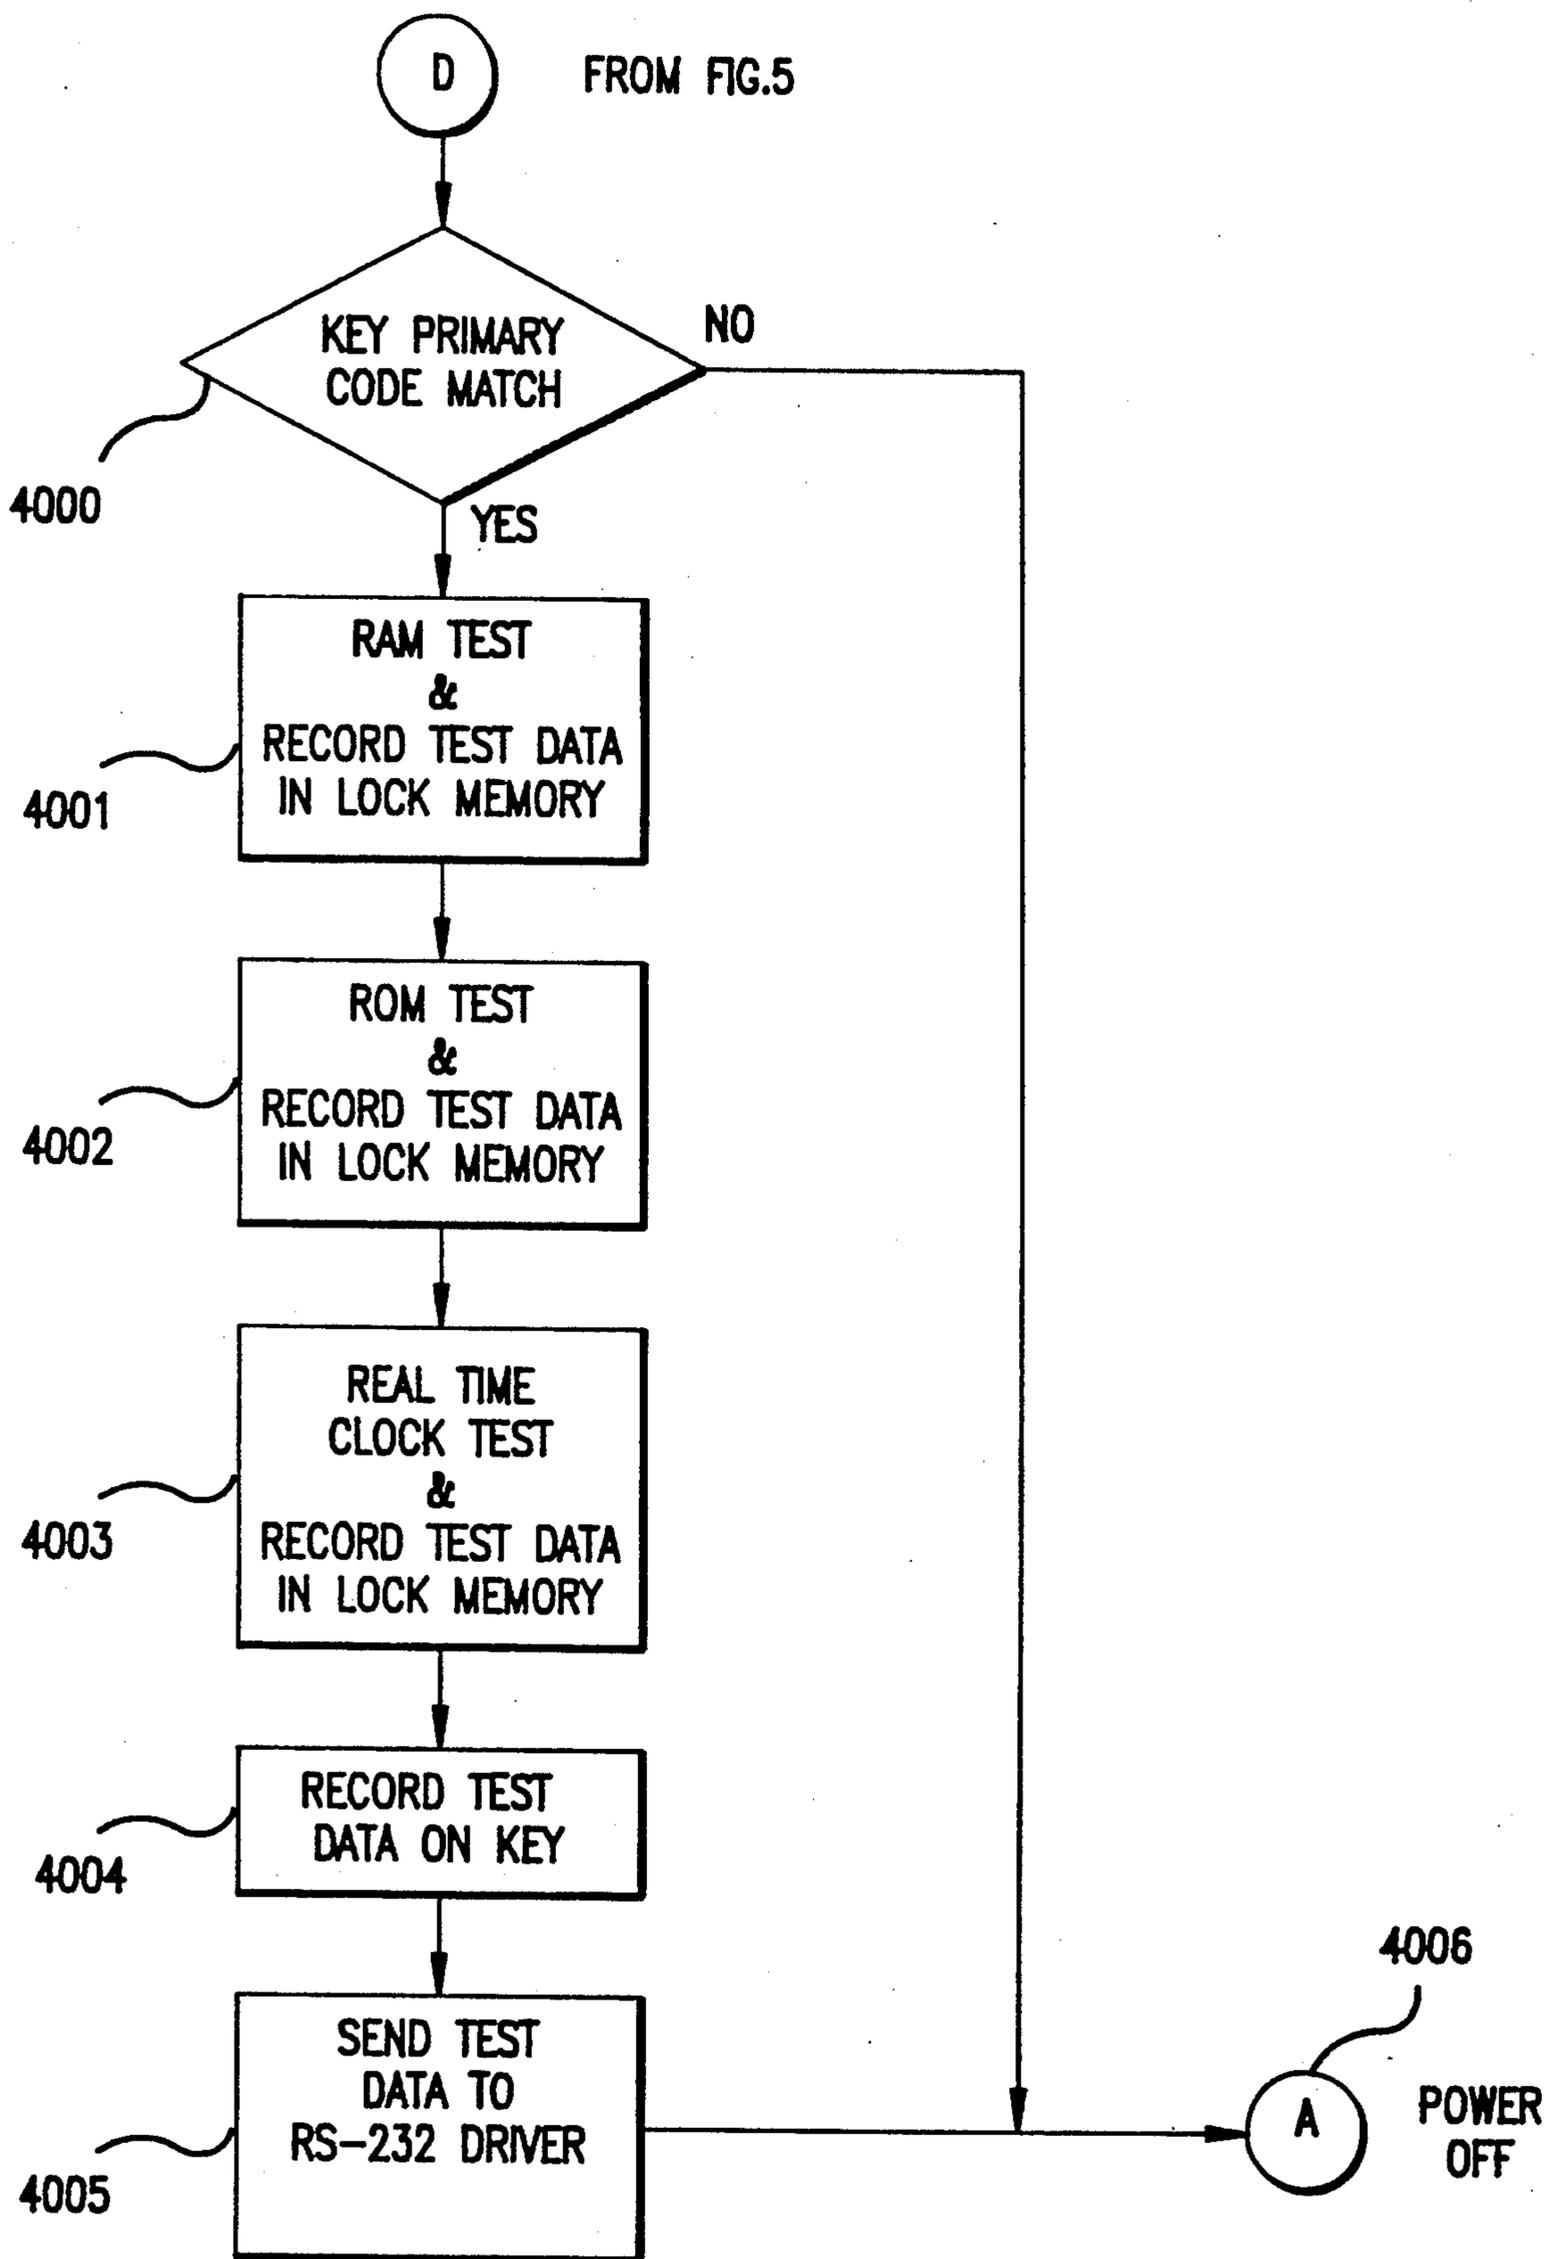 D
FROM FIG.5
KEY PRIMARY
CODE MATCH
NO
4000
YES
RAM TEST
&
RECORD TEST DATA
IN LOCK MEMORY
4001
ROM TEST
&
RECORD TEST DATA
IN LOCK MEMORY
4002
REAL TIME
CLOCK TEST
&
RECORD TEST DATA
IN LOCK MEMORY
4003
RECORD TEST
DATA ON KEY
4004
SEND TEST
DATA TO
RS-232 DRIVER
4005
4006
A
POWER
OFF